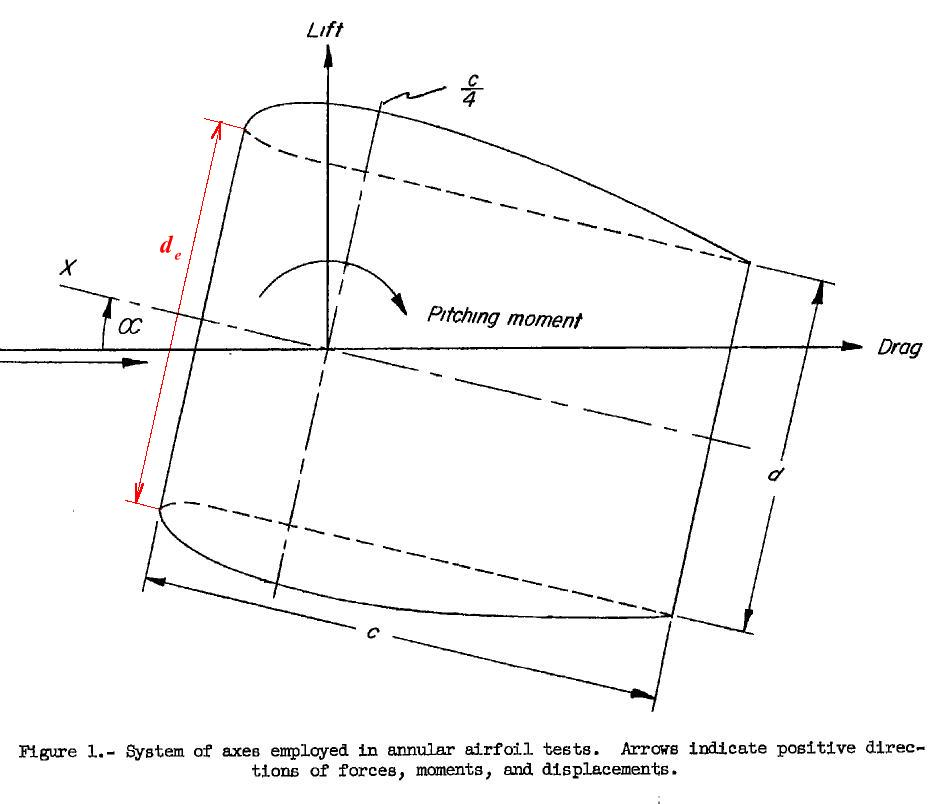 Lift
c
4
d e
X
α
Pitching moment
Drag
d
c
Figure 1.- System of axes employed in annular airfoil tests. Arrows indicate positive direc-
tions of forces, moments, and displacements.